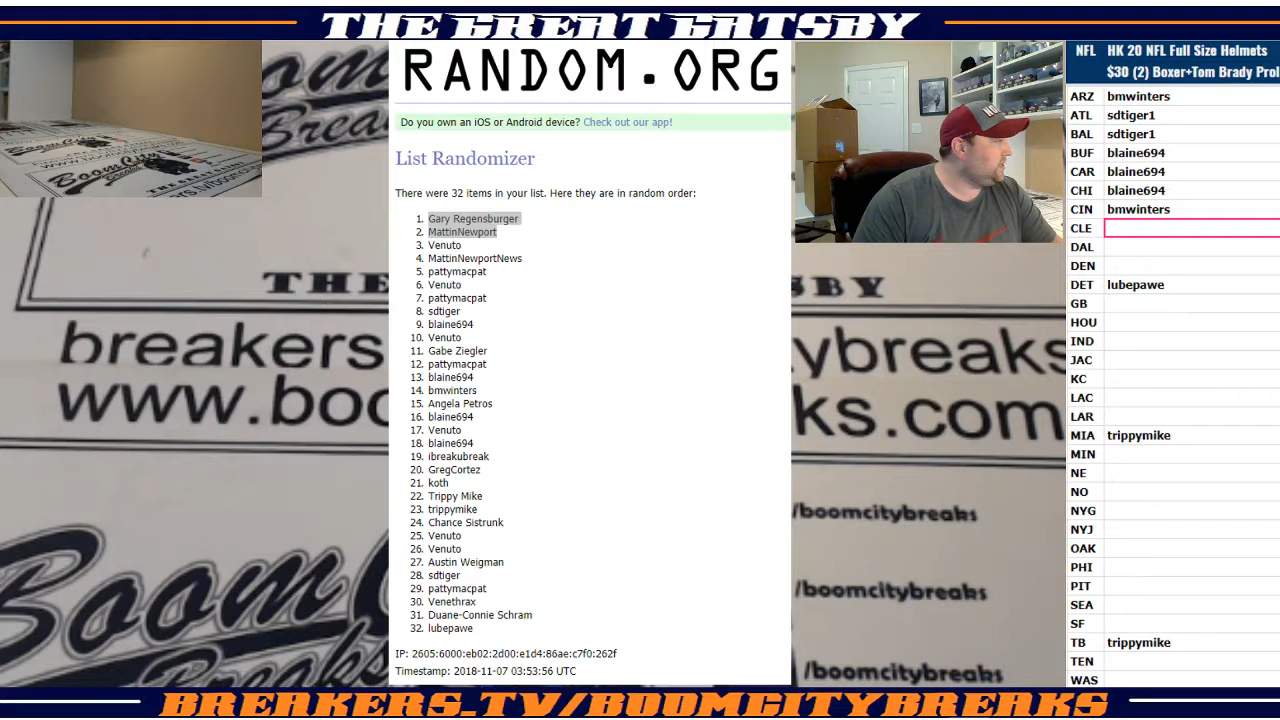 THE GREAT GATSBY
RANDOM.ORG
Do you own an iOS or Android device? Check out our app!
List Randomizer
There were 32 items in your list. Here they are in random order:
1. Gary Regensburger
2. MattinNewport
3. Venuto
4. MattinNewportNews
5. pattymacpat
6. Venuto
7. pattymacpat
8. sdtiger
9. blaine694
10. Venuto
11. Gabe Ziegler
12. pattymacpat
13. blaine694
14. bmwinters
15. Angela Petros
16. blaine694
17. Venuto
18. blaine694
19. ibreakubreak
20. GregCortez
21. koth
22. Trippy Mike
23. trippymike
24. Chance Sistrunk
25. Venuto
26. Venuto
27. Austin Weigman
28. sdtiger
29. pattymacpat
30. Venethrax
31. Duane-Connie Schram
32. lubepawe
IP: 2605:6000:eb02:2d00:e1d4:86ae:c7f0:262f
Timestamp: 2018-11-07 03:53:56 UTC
NFL HK 20 NFL Full Size Helmets
$30 (2) Boxer+Tom Brady Prol
ARZ bmwinters
ATL sdtiger1
BAL sdtiger1
BUF blaine694
CAR blaine694
CHI blaine694
CIN bmwinters
CLE
DAL
DEN
DET lubepawe
GB
HOU
IND
JAC
KC
LAC
LAR
MIA trippymike
MIN
NE
NO
NYG
NYJ
OAK
PHI
PIT
SEA
SF
TB trippymike
TEN
WAS
TH
SBY
breakers
www.boo
ybreaks
ks.com
/boomcitybreaks
/boomcitybreaks
/boomcitybreaks
Boom
Breaks
BREAKERS.TV/BOOMCITYBREAKS